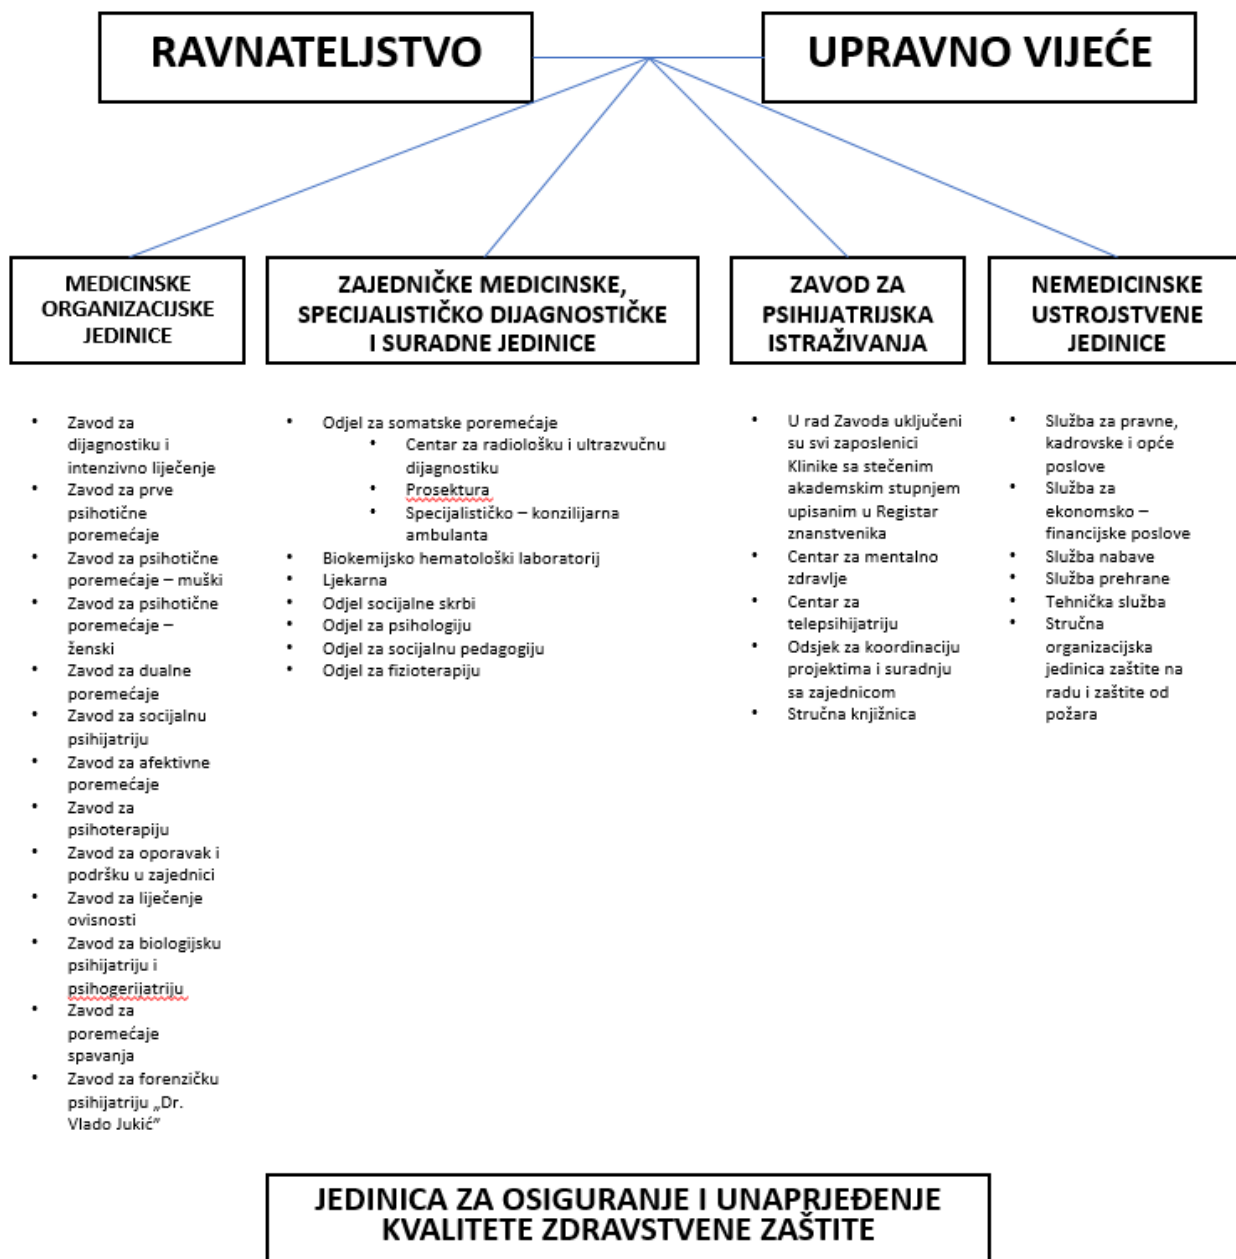 RAVNATELJSTVO
UPRAVNO VIJEĆE
MEDICINSKE
ORGANIZACIJSKE
JEDINICE
ZAJEDNIČKE MEDICINSKE,
SPECIJALISTIČKO DIJAGNOSTIČKE
I SURADNE JEDINICE
ZAVOD ZA
PSIHIJATRIJSKA
ISTRAŽIVANJA
NEMEDICINSKE
USTROJSTVENE
JEDINICE
• Zavod za
dijagnostiku i
intenzivno liječenje
• Zavod za prve
psihotične
poremećaje
• Zavod za psihotične
poremećaje – muški
• Zavod za psihotične
poremećaje –
ženski
• Zavod za dualne
poremećaje
• Zavod za socijalnu
psihijatriju
• Zavod za afektivne
poremećaje
• Zavod za
psihoterapiju
• Zavod za oporavak i
podršku u zajednici
• Zavod za liječenje
ovisnosti
• Zavod za biologijsku
psihijatriju i
psihogerijatriju
• Zavod za
poremećaje
spavanja
• Zavod za forenzičku
psihijatriju „Dr.
Vlado Jukić”
• Odjel za somatske poremećaje
• Centar za radiološku i ultrazvučnu
dijagnostiku
• Prosektura
• Specijalističko – konzilijarna
ambulanta
• Biokemijsko hematološki laboratorij
• Ljekarna
• Odjel socijalne skrbi
• Odjel za psihologiju
• Odjel za socijalnu pedagogiju
• Odjel za fizioterapiju
• U rad Zavoda uključeni
su svi zaposlenici
Klinike sa stečenim
akademskim stupnjem
upisanim u Registar
znanstvenika
• Centar za mentalno
zdravlje
• Centar za
telepsihijatriju
• Odsjek za koordinaciju
projektima i suradnju
sa zajednicom
• Stručna knjižnica
• Služba za pravne,
kadrovske i opće
poslove
• Služba za
ekonomsko –
financijske poslove
• Služba nabave
• Služba prehrane
• Tehnička služba
• Stručna
organizacijska
jedinica zaštite na
radu i zaštite od
požara
JEDINICA ZA OSIGURANJE I UNAPRJEĐENJE
KVALITETE ZDRAVSTVENE ZAŠTITE